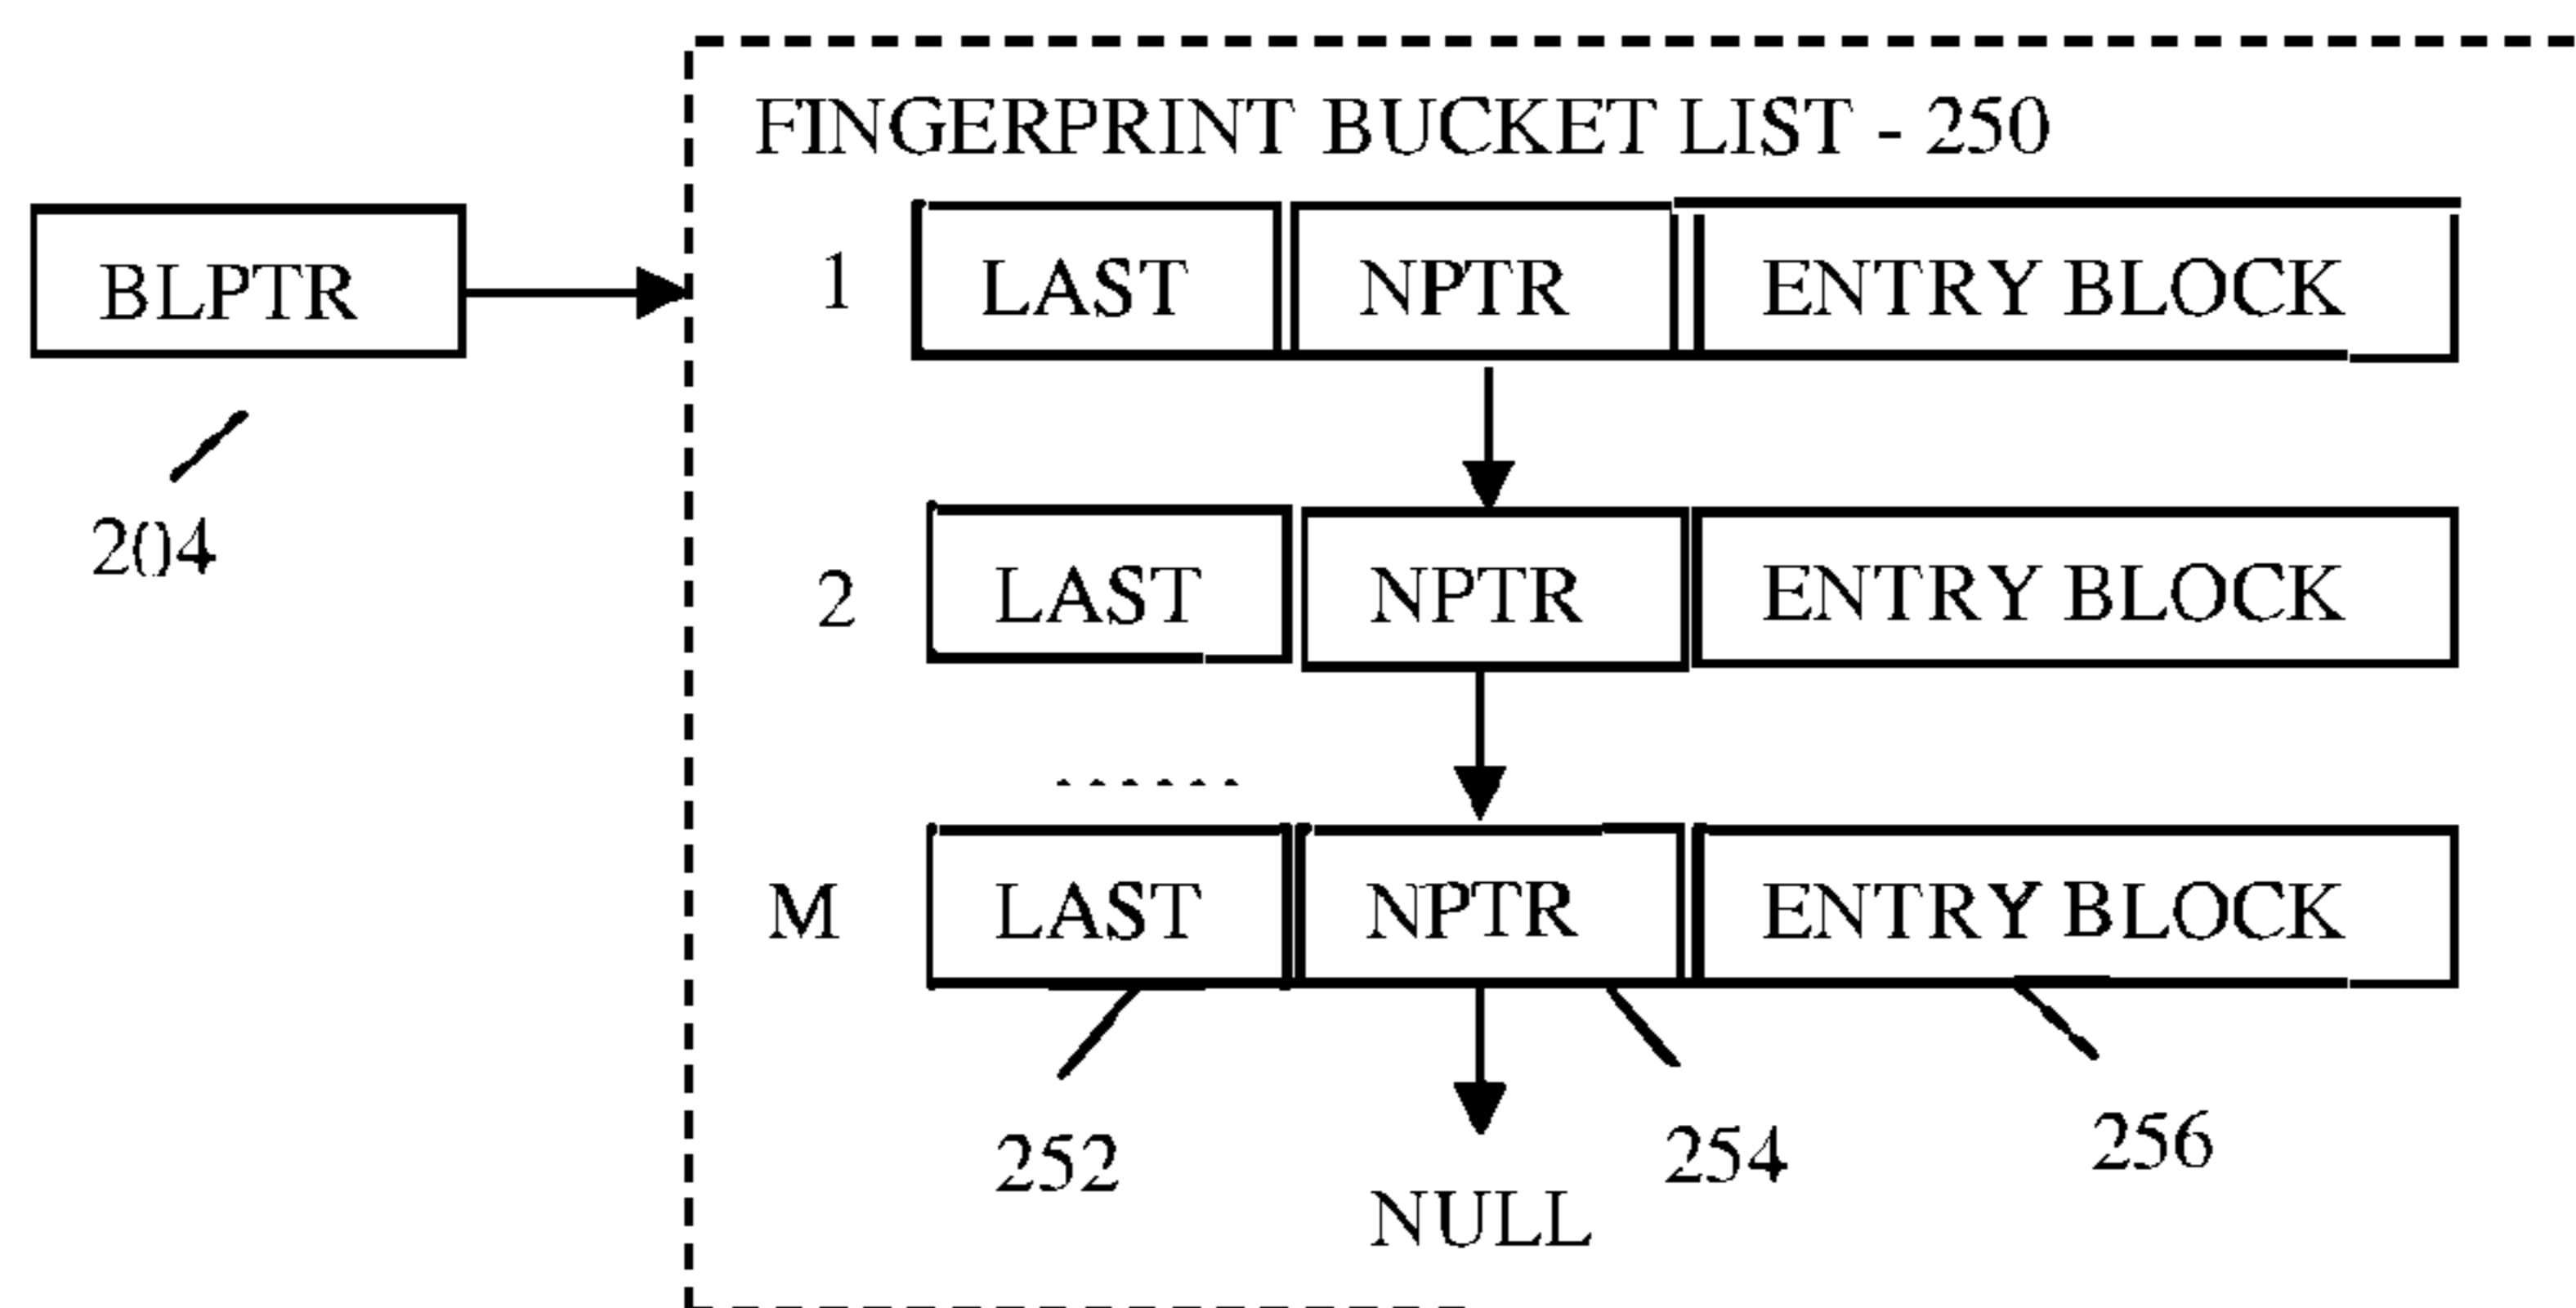 FINGERPRINT BUCKET LIST - 250
BLPTR
1 LAST NPTR ENTRY BLOCK
204
2 LAST NPTR ENTRY BLOCK
......
M LAST NPTR ENTRY BLOCK
252 254 256
NULL